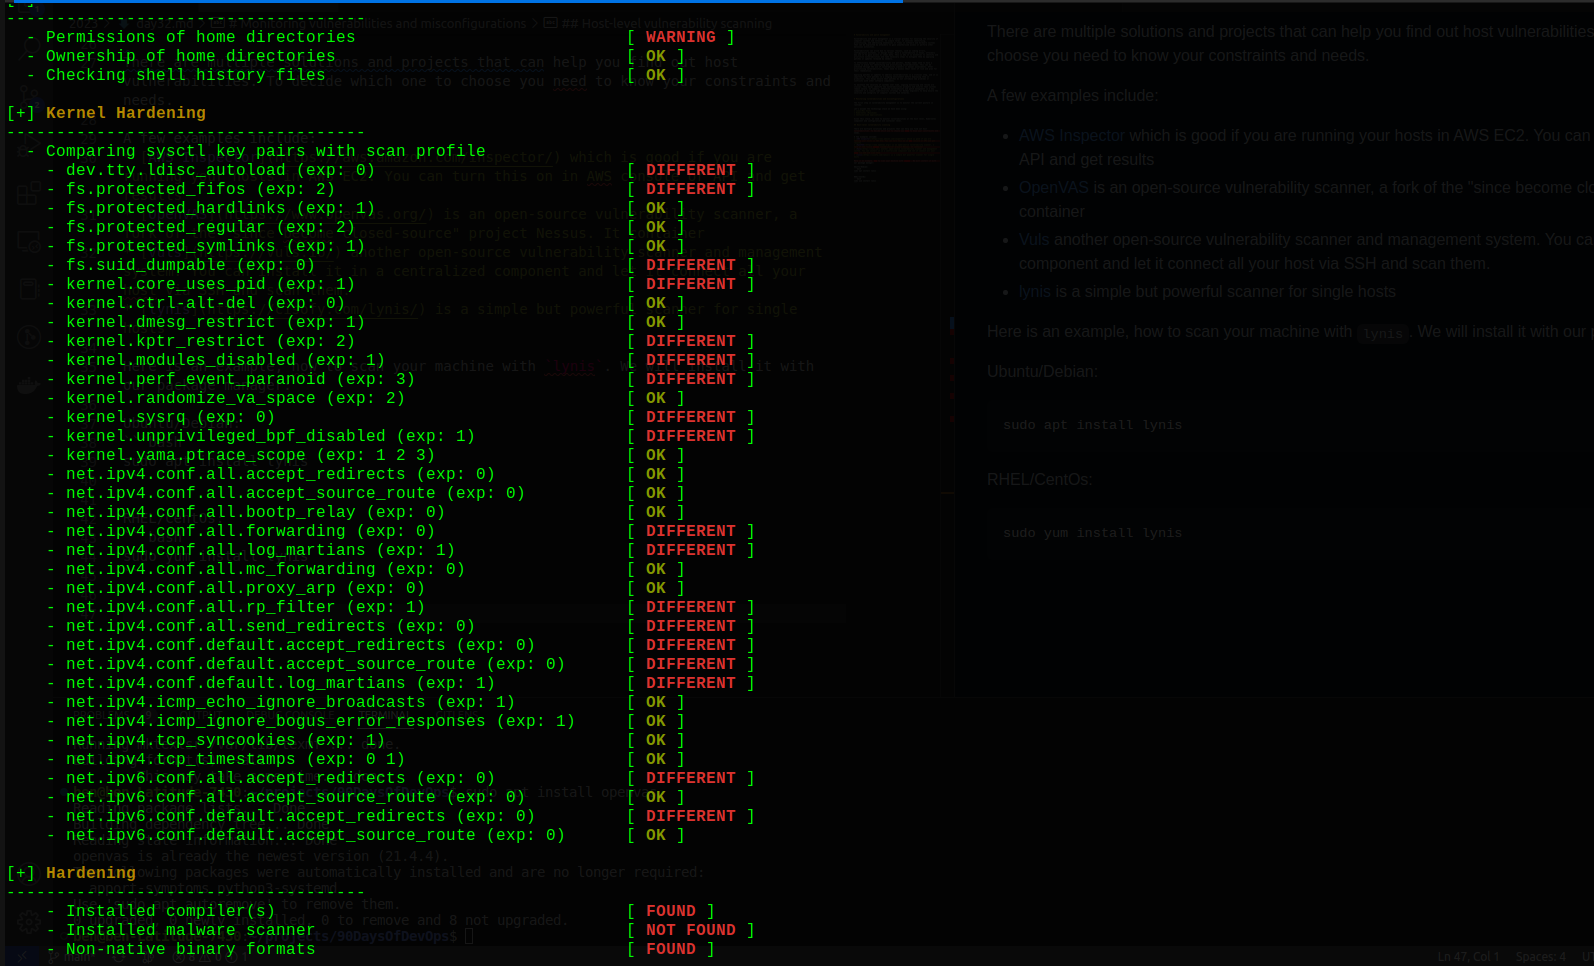 -----------------------------------
- Permissions of home directories [ WARNING ]
- Ownership of home directories [ OK ]
- Checking shell history files [ OK ]
[+] Kernel Hardening
------------------------------------
- Comparing sysctl key pairs with scan profile
- dev.tty.ldisc_autoload (exp: 0) [ DIFFERENT ]
- fs.protected_fifos (exp: 2) [ DIFFERENT ]
- fs.protected_hardlinks (exp: 1) [ OK ]
- fs.protected_regular (exp: 2) [ OK ]
- fs.protected_symlinks (exp: 1) [ OK ]
- fs.suid_dumpable (exp: 0) [ DIFFERENT ]
- kernel.core_uses_pid (exp: 1) [ DIFFERENT ]
- kernel.ctrl-alt-del (exp: 0) [ OK ]
- kernel.dmesg_restrict (exp: 1) [ OK ]
- kernel.kptr_restrict (exp: 2) [ DIFFERENT ]
- kernel.modules_disabled (exp: 1) [ DIFFERENT ]
- kernel.perf_event_paranoid (exp: 3) [ DIFFERENT ]
- kernel.randomize_va_space (exp: 2) [ OK ]
- kernel.sysrq (exp: 0) [ DIFFERENT ]
- kernel.unprivileged_bpf_disabled (exp: 1) [ DIFFERENT ]
- kernel.yama.ptrace_scope (exp: 1 2 3) [ OK ]
- net.ipv4.conf.all.accept_redirects (exp: 0) [ OK ]
- net.ipv4.conf.all.accept_source_route (exp: 0) [ OK ]
- net.ipv4.conf.all.bootp_relay (exp: 0) [ OK ]
- net.ipv4.conf.all.forwarding (exp: 0) [ DIFFERENT ]
- net.ipv4.conf.all.log_martians (exp: 1) [ DIFFERENT ]
- net.ipv4.conf.all.mc_forwarding (exp: 0) [ OK ]
- net.ipv4.conf.all.proxy_arp (exp: 0) [ OK ]
- net.ipv4.conf.all.rp_filter (exp: 1) [ DIFFERENT ]
- net.ipv4.conf.all.send_redirects (exp: 0) [ DIFFERENT ]
- net.ipv4.conf.default.accept_redirects (exp: 0) [ DIFFERENT ]
- net.ipv4.conf.default.accept_source_route (exp: 0) [ DIFFERENT ]
- net.ipv4.conf.default.log_martians (exp: 1) [ DIFFERENT ]
- net.ipv4.icmp_echo_ignore_broadcasts (exp: 1) [ OK ]
- net.ipv4.icmp_ignore_bogus_error_responses (exp: 1) [ OK ]
- net.ipv4.tcp_syncookies (exp: 1) [ OK ]
- net.ipv4.tcp_timestamps (exp: 0 1) [ OK ]
- net.ipv6.conf.all.accept_redirects (exp: 0) [ DIFFERENT ]
- net.ipv6.conf.all.accept_source_route (exp: 0) [ OK ]
- net.ipv6.conf.default.accept_redirects (exp: 0) [ DIFFERENT ]
- net.ipv6.conf.default.accept_source_route (exp: 0) [ OK ]
[+] Hardening
------------------------------------
- Installed compiler(s) [ FOUND ]
- Installed malware scanner [ NOT FOUND ]
- Non-native binary formats [ FOUND ]
There are multiple solutions and projects that can help you find out host vulnerabilities
choose you need to know your constraints and needs.
A few examples include:
• AWS Inspector which is good if you are running your hosts in AWS EC2. You can
API and get results
• OpenVAS is an open-source vulnerability scanner, a fork of the "since become clo
container
• Vuls another open-source vulnerability scanner and management system. You ca
component and let it connect all your host via SSH and scan them.
• lynis is a simple but powerful scanner for single hosts
Here is an example, how to scan your machine with lynis . We will install it with our p
Ubuntu/Debian:
sudo apt install lynis
RHEL/CentOs:
sudo yum install lynis
Ln 47, Col 1 Spaces: 4